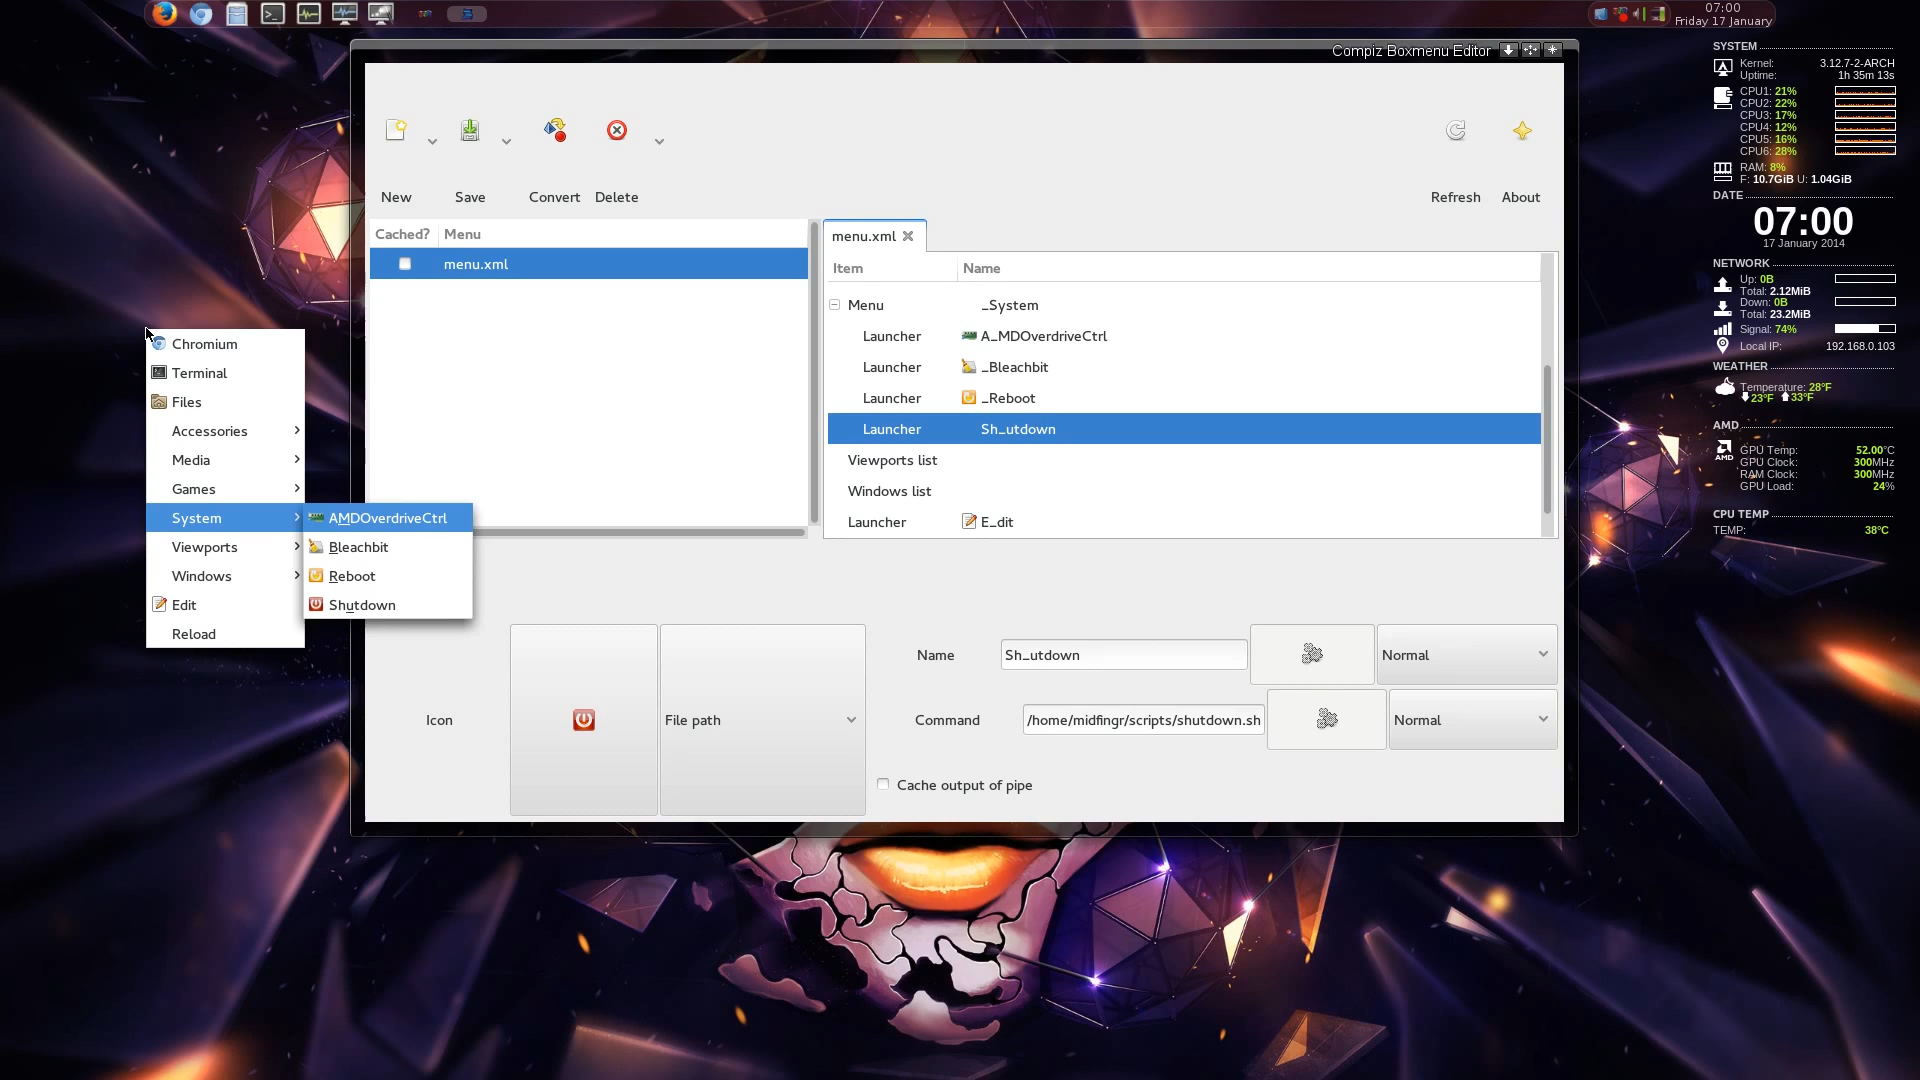 07:00
Friday 17 January
Compiz Boxmenu Editor
New
Save
Convert
Delete
Refresh
About
Cached?
Menu
menu.xml
menu.xml
Item
Name
Menu
_System
Launcher
A_MDOverdriveCtrl
Launcher
_Bleachbit
Launcher
_Reboot
Launcher
Sh_utdown
Viewports list
Windows list
Launcher
E_dit
Icon
File path
Name
Sh_utdown
Normal
Command
/home/midfingr/scripts/shutdown.sh
Normal
Cache output of pipe
Chromium
Terminal
Files
Accessories
Media
Games
System
Viewports
Windows
Edit
Reload
AMDOverdriveCtrl
Bleachbit
Reboot
Shutdown
SYSTEM
Kernel: 3.12.7-2-ARCH
Uptime: 1h 35m 13s
CPU1: 21%
CPU2: 22%
CPU3: 17%
CPU4: 12%
CPU5: 16%
CPU6: 28%
RAM: 8%
F: 10.7GiB U: 1.04GiB
DATE
07:00
17 January 2014
NETWORK
Up: 0B
Total: 2.12MiB
Down: 0B
Total: 23.2MiB
Signal: 74%
Local IP: 192.168.0.103
WEATHER
Temperature: 28°F
23°F 33°F
AMD
AMD
GPU Temp: 52.00°C
GPU Clock: 300MHz
RAM Clock: 300MHz
GPU Load: 24%
CPU TEMP
TEMP: 38°C